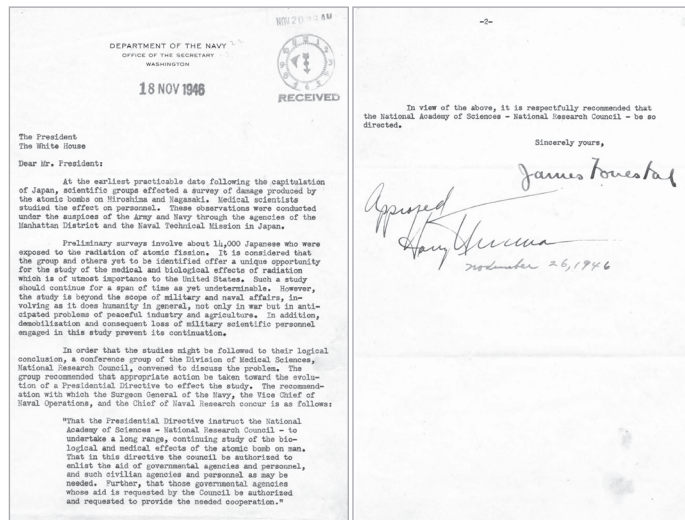 NOV 20
DEPARTMENT OF THE NAVY
OFFICE OF THE SECRETARY
WASHINGTON
18 NOV 1946
RECEIVED
The President
The White House
Dear Mr. President:
At the earliest practicable date following the capitulation
of Japan, scientific groups effected a survey of damage produced by
the atomic bombs on Hiroshima and Nagasaki. Medical scientists
studied the effect on personnel. These observations were conducted
under the auspices of the Army and Navy through the agencies of the
Manhattan District and the Naval Technical Mission in Japan.
Preliminary surveys involve about 14,000 Japanese who were
exposed to the radiation of atomic fission. It is considered that
the group and others yet to be identified offer a unique opportunity
for the study of the medical and biological effects of radiation
which is of utmost importance to the United States. Such a study
should continue for a span of time as yet undeterminable. However,
the study is beyond the scope of military and naval affairs, in-
volving as it does humanity in general, not only in war but in anti-
cipated problems of peaceful industry and agriculture. In addition,
demobilization and consequent loss of military scientific personnel
engaged in this study prevent its continuation.
In order that the studies might be followed to their logical
conclusion, a conference group of the Division of Medical Sciences,
National Research Council, convened to discuss the problem. The
group recommended that appropriate action be taken toward the evolu-
tion of a Presidential Directive to effect the study. The recommend-
ation with which the Surgeon General of the Navy, the Vice Chief of
Naval Operations, and the Chief of Naval Research concur is as follows:
"That the Presidential Directive instruct the National
Academy of Sciences - National Research Council - to
undertake a long range, continuing study of the bio-
logical and medical effects of the atomic bomb on man.
That in this directive the council be authorized to
enlist the aid of governmental agencies and personnel,
and such civilian agencies and personnel as may be
needed. Further, that those governmental agencies
whose aid is requested by the Council be authorized
and requested to provide the needed cooperation."
-2-
In view of the above, it is respectfully recommended that
the National Academy of Sciences - National Research Council - be so
directed.
Sincerely yours,
James Forrestal
Approved
Harry Truman
November 26, 1946